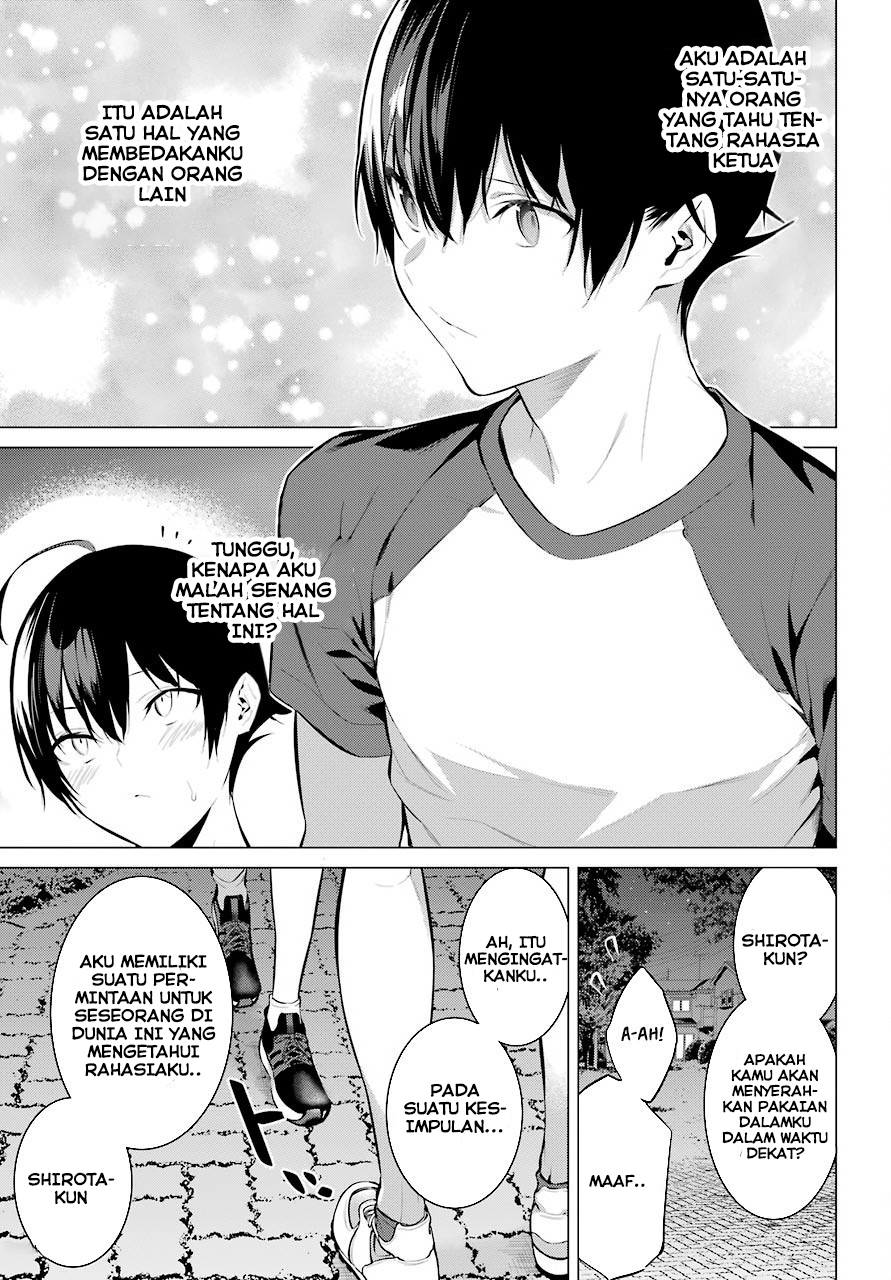 AKU ADALAH
SATU-SATU-
NYA ORANG
YANG TAHU TEN-
TANG RAHASIA
KETUA
ITU ADALAH
SATU HAL YANG
MEMBEDAKANKU
DENGAN ORANG
LAIN
TUNGGU,
KENAPA AKU
MALAH SENANG
TENTANG HAL
INI?
SHIROTA-
KUN?
APAKAH
KAMU AKAN
MENYERAH-
KAN PAKAIAN
DALAMKU
DALAM WAKTU
DEKAT?
A-AH!
MAAF..
AH, ITU
MENGINGAT-
KANKU..
PADA
SUATU KES-
IMPULAN...
AKU MEMILIKI
SUATU PER-
MINTAAN UNTUK
SESEORANG DI
DUNIA INI YANG
MENGETAHUI
RAHASIAKU..
SHIROTA-
KUN